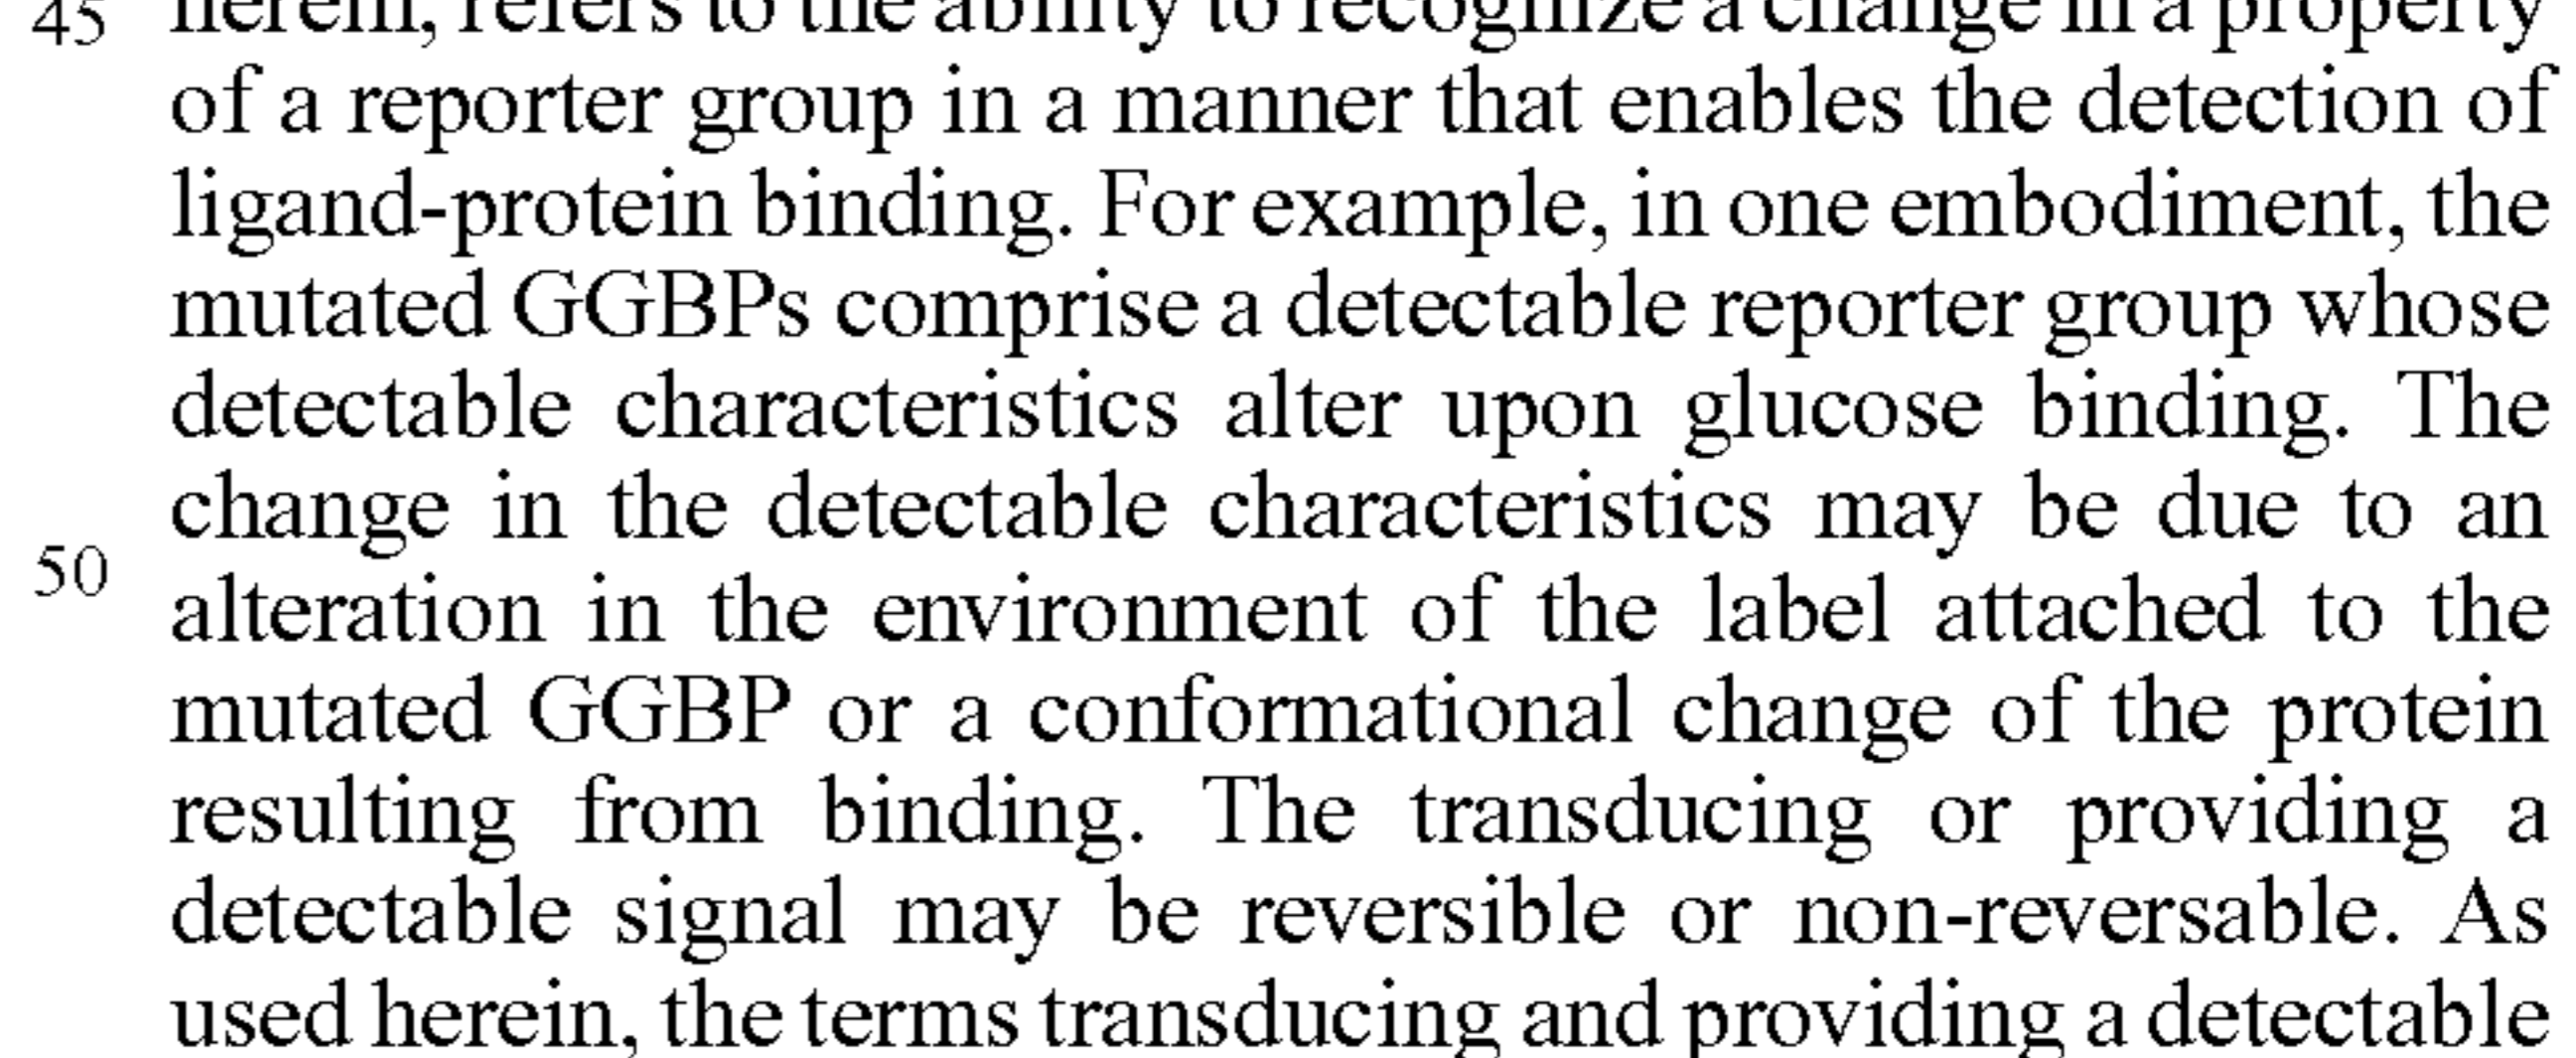 45 herein, refers to the ability to recognize a change in a property
of a reporter group in a manner that enables the detection of
ligand-protein binding. For example, in one embodiment, the
mutated GGBPs comprise a detectable reporter group whose
detectable characteristics alter upon glucose binding. The
change in the detectable characteristics may be due to an
50
alteration in the environment of the label attached to the
mutated GGBP or a conformational change of the protein
resulting from binding. The transducing or providing a
detectable signal may be reversible or non-reversable. As
used herein, the terms transducing and providing a detectable